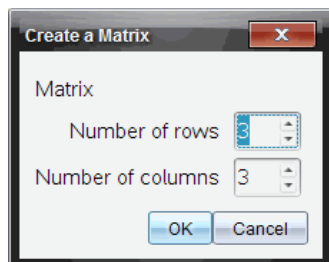 Create a Matrix
Matrix
Number of rows 3
Number of columns 3
OK Cancel